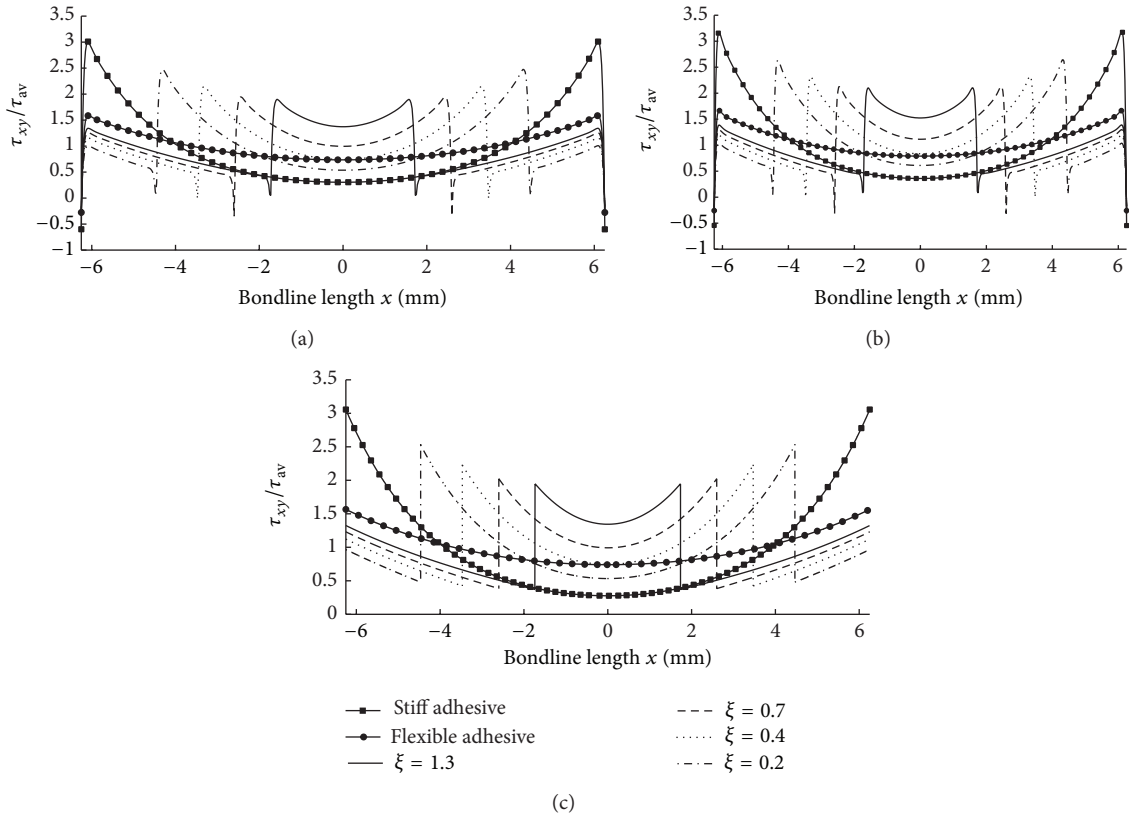 3.5
3
2.5
2
1.5
1
0.5
0
−0.5
−1
τxy/τav
−6 −4 −2 0 2 4 6
Bondline length x (mm)
(a)
3.5
3
2.5
2
1.5
1
0.5
0
−0.5
−1
τxy/τav
−6 −4 −2 0 2 4 6
Bondline length x (mm)
(b)
3.5
3
2.5
2
1.5
1
0.5
0
τxy/τav
−6 −4 −2 0 2 4 6
Bondline length x (mm)
Stiff adhesive
Flexible adhesive
ξ = 1.3
ξ = 0.7
ξ = 0.4
ξ = 0.2
(c)